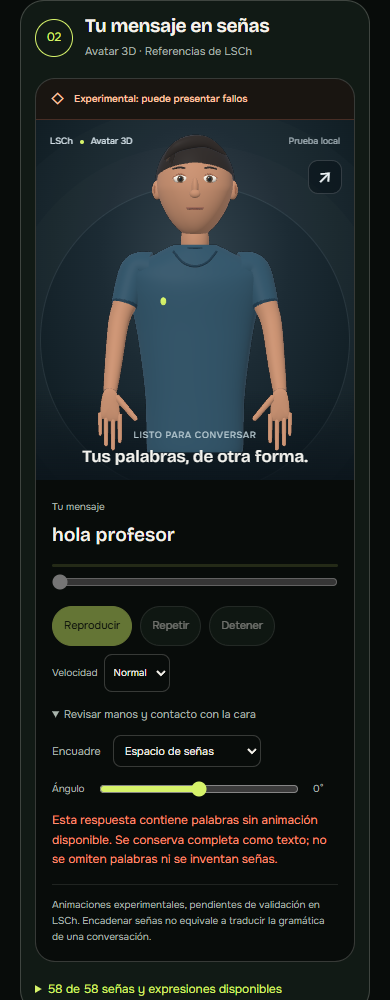 02
Tu mensaje en señas
Avatar 3D · Referencias de LSCh
Experimental: puede presentar fallos
LSCh • Avatar 3D
Prueba local
LISTO PARA CONVERSAR
Tus palabras, de otra forma.
Tu mensaje
hola profesor
Reproducir
Repetir
Detener
Velocidad
Normal
▼ Revisar manos y contacto con la cara
Encuadre
Espacio de señas
Ángulo
0°
Esta respuesta contiene palabras sin animación
disponible. Se conserva completa como texto; no
se omiten palabras ni se inventan señas.
Animaciones experimentales, pendientes de validación en
LSCh. Encadenar señas no equivale a traducir la gramática
de una conversación.
▶ 58 de 58 señas y expresiones disponibles